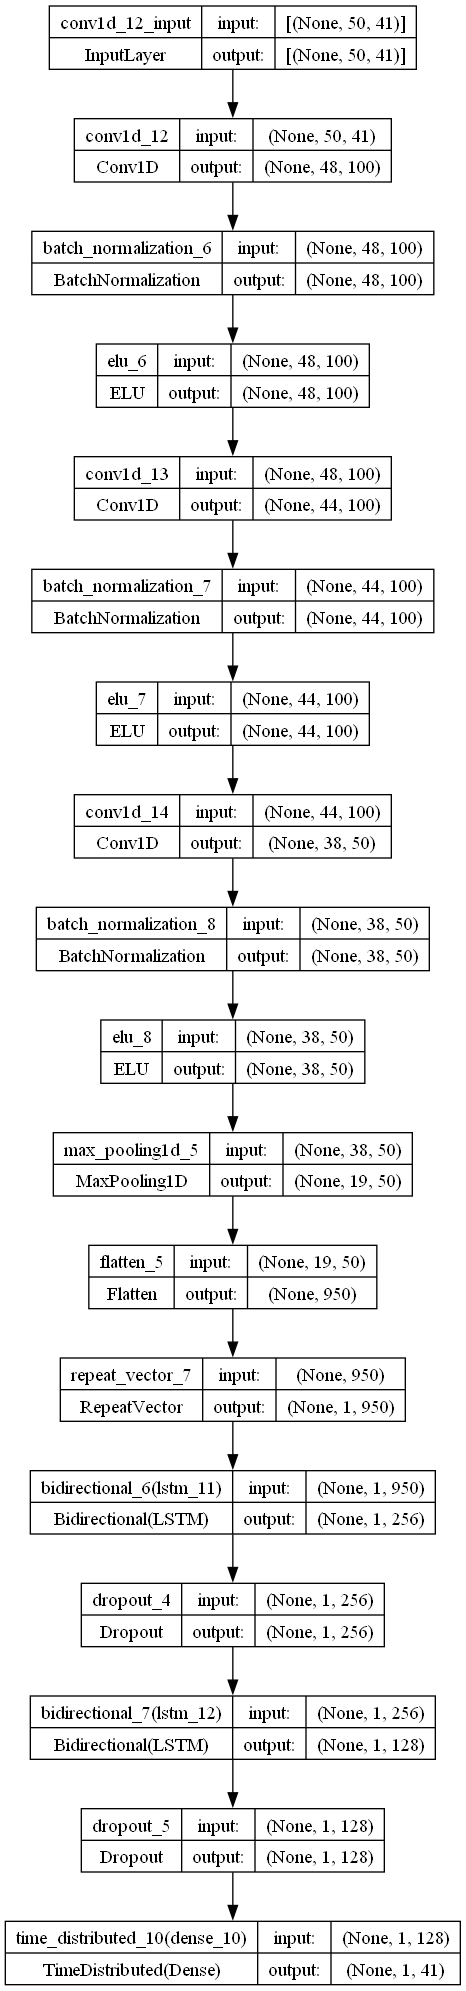 conv1d_12_input input: [(None, 50, 41)]
InputLayer output: [(None, 50, 41)]
conv1d_12 input: (None, 50, 41)
Conv1D output: (None, 48, 100)
batch_normalization_6 input: (None, 48, 100)
BatchNormalization output: (None, 48, 100)
elu_6 input: (None, 48, 100)
ELU output: (None, 48, 100)
conv1d_13 input: (None, 48, 100)
Conv1D output: (None, 44, 100)
batch_normalization_7 input: (None, 44, 100)
BatchNormalization output: (None, 44, 100)
elu_7 input: (None, 44, 100)
ELU output: (None, 44, 100)
conv1d_14 input: (None, 44, 100)
Conv1D output: (None, 38, 50)
batch_normalization_8 input: (None, 38, 50)
BatchNormalization output: (None, 38, 50)
elu_8 input: (None, 38, 50)
ELU output: (None, 38, 50)
max_pooling1d_5 input: (None, 38, 50)
MaxPooling1D output: (None, 19, 50)
flatten_5 input: (None, 19, 50)
Flatten output: (None, 950)
repeat_vector_7 input: (None, 950)
RepeatVector output: (None, 1, 950)
bidirectional_6(lstm_11) input: (None, 1, 950)
Bidirectional(LSTM) output: (None, 1, 256)
dropout_4 input: (None, 1, 256)
Dropout output: (None, 1, 256)
bidirectional_7(lstm_12) input: (None, 1, 256)
Bidirectional(LSTM) output: (None, 1, 128)
dropout_5 input: (None, 1, 128)
Dropout output: (None, 1, 128)
time_distributed_10(dense_10) input: (None, 1, 128)
TimeDistributed(Dense) output: (None, 1, 41)